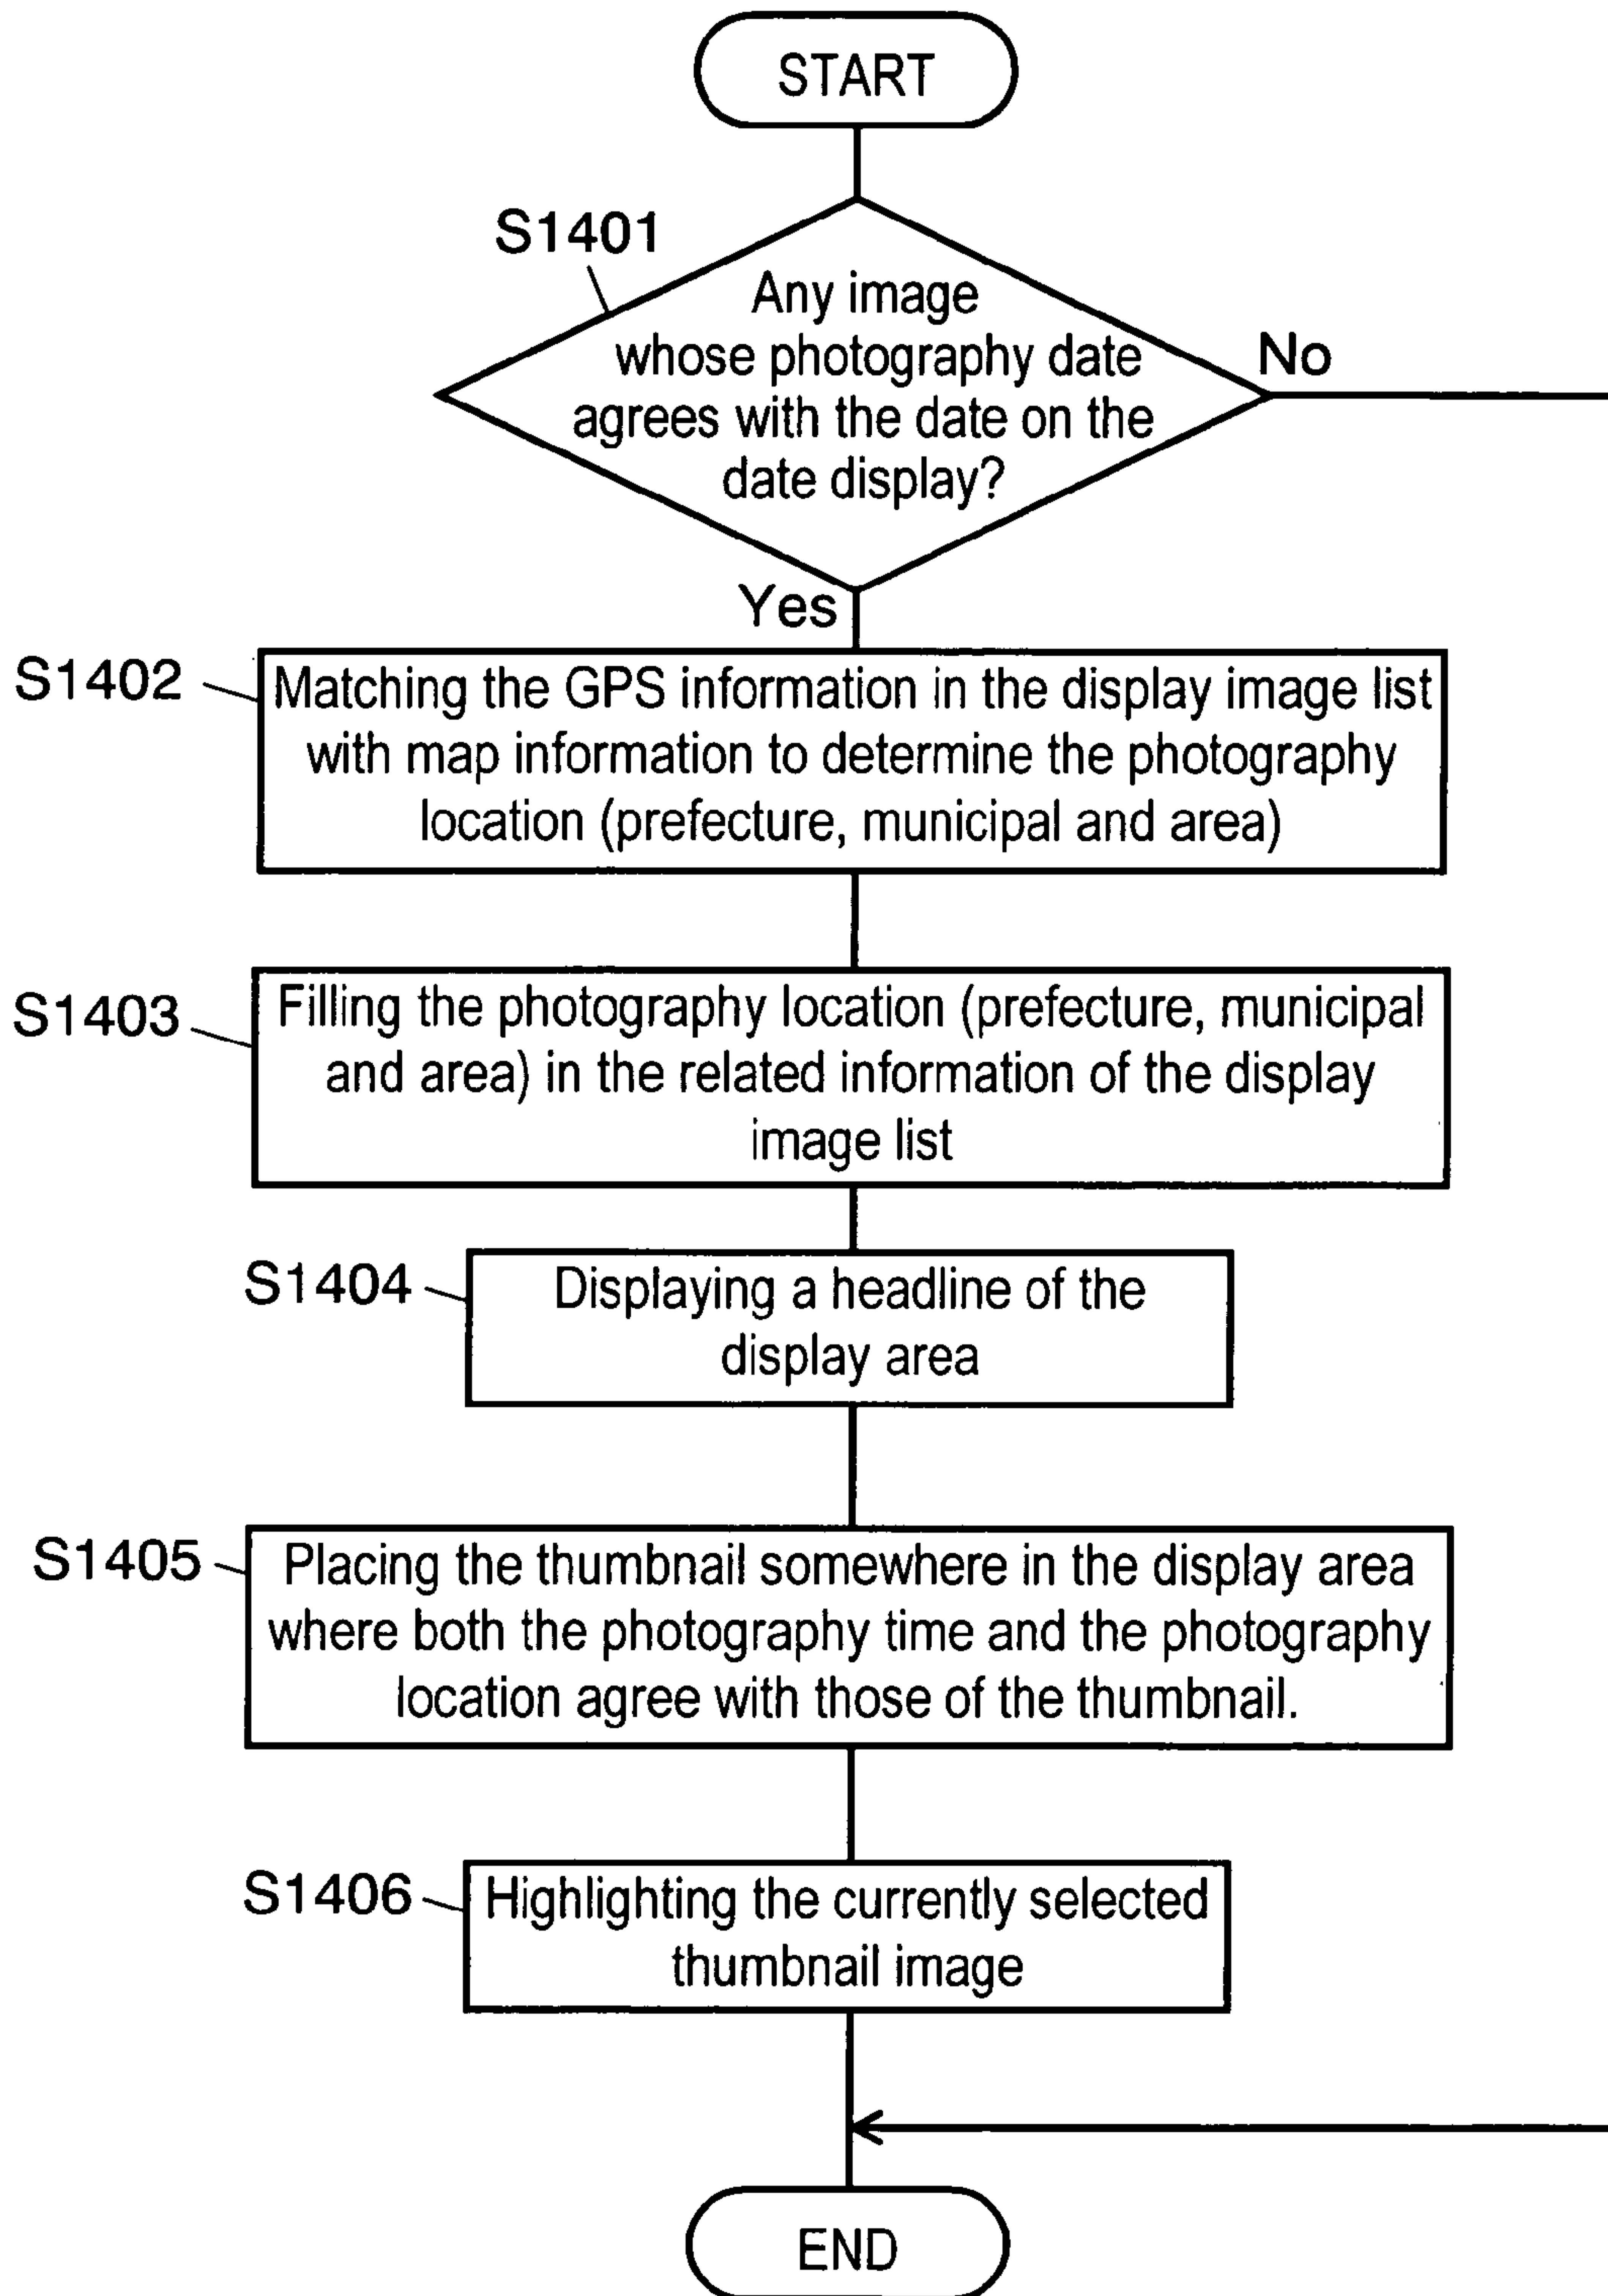 START
S1401
Any image
whose photography date
agrees with the date on the
date display?
No
Yes
S1402
Matching the GPS information in the display image list
with map information to determine the photography
location (prefecture, municipal and area)
S1403
Filling the photography location (prefecture, municipal
and area) in the related information of the display
image list
S1404
Displaying a headline of the
display area
S1405
Placing the thumbnail somewhere in the display area
where both the photography time and the photography
location agree with those of the thumbnail.
S1406
Highlighting the currently selected
thumbnail image
END